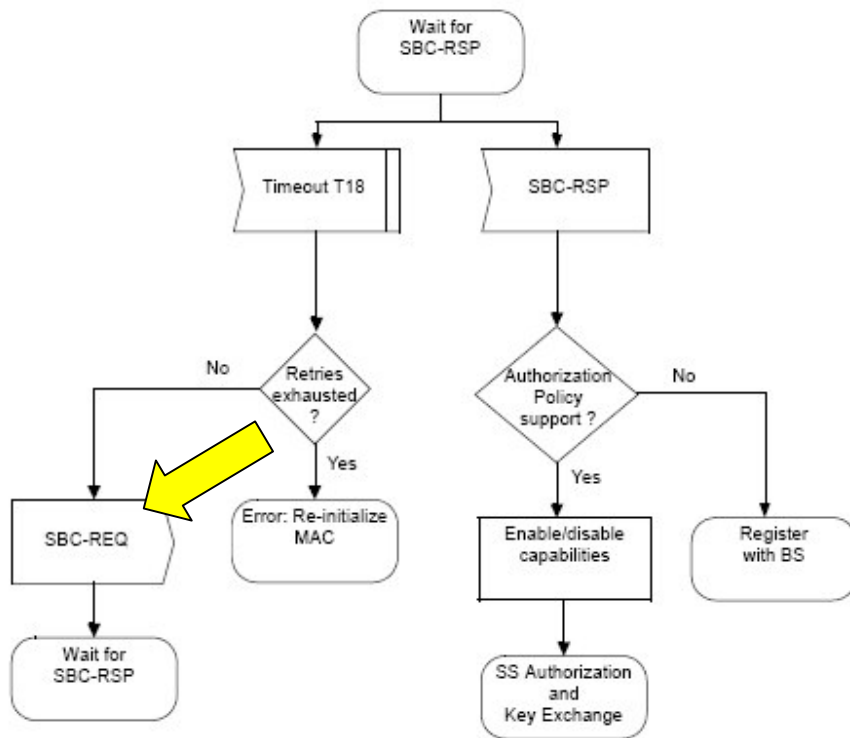 Wait for
SBC-RSP
Timeout T18
SBC-RSP
No
Retries
exhausted
?
Yes
Authorization
Policy
support ?
No
Yes
SBC-REQ
Error: Re-initialize
MAC
Enable/disable
capabilities
Register
with BS
Wait for
SBC-RSP
SS Authorization
and
Key Exchange